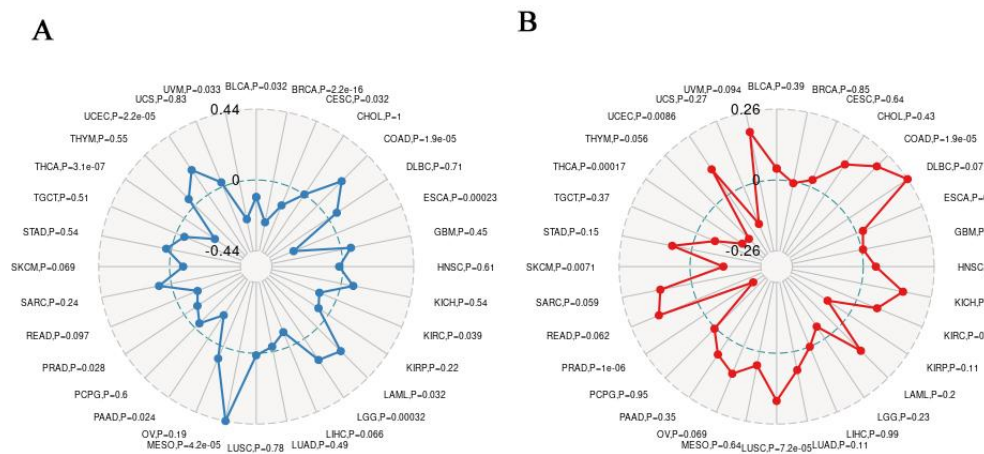 A
B
UVM,P=0.033
BLCA,P=0.032
BRCA,P=2.2e-16
CESC,P=0.032
CHOL,P=1
COAD,P=1.9e-05
DLBC,P=0.71
ESCA,P=0.00023
GBM,P=0.45
HNSC,P=0.61
KICH,P=0.54
KIRC,P=0.039
KIRP,P=0.22
LAML,P=0.032
LGG,P=0.00032
LIHC,P=0.066
LUAD,P=0.49
LUSC,P=0.78
MESO,P=4.2e-05
OV,P=0.19
PAAD,P=0.024
PCPG,P=0.6
PRAD,P=0.028
READ,P=0.097
SARC,P=0.24
SKCM,P=0.069
STAD,P=0.54
TGCT,P=0.51
THCA,P=3.1e-07
THYM,P=0.55
UCEC,P=2.2e-05
UCS,P=0.83
0.44
0
-0.44
UVM,P=0.094
BLCA,P=0.39
BRCA,P=0.85
CESC,P=0.64
CHOL,P=0.43
COAD,P=1.9e-05
DLBC,P=0.07
ESCA,P=
GBM,P
HNSC,
KICH,P
KIRC,P=0
KIRP,P=0.11
LAML,P=0.2
LGG,P=0.23
LIHC,P=0.99
LUAD,P=0.11
LUSC,P=7.2e-05
MESO,P=0.64
OV,P=0.069
PAAD,P=0.35
PCPG,P=0.95
PRAD,P=1e-06
READ,P=0.062
SARC,P=0.059
SKCM,P=0.0071
STAD,P=0.15
TGCT,P=0.37
THCA,P=0.00017
THYM,P=0.056
UCEC,P=0.0086
UCS,P=0.27
0.26
0
-0.26